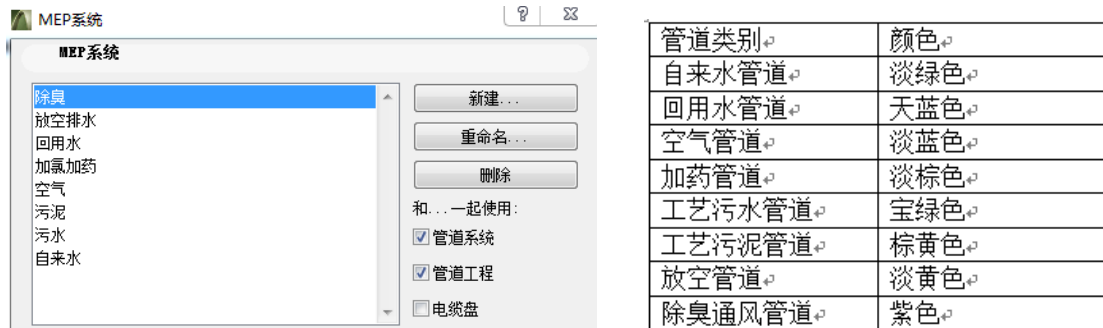 MEP系统
MEP系统
除臭
放空排水
回用水
加氯加药
空气
污泥
污水
自来水
新建...
重命名...
删除
和...一起使用:
管道系统
管道工程
电缆盘
管道类别 颜色
自来水管道 淡绿色
回用水管道 天蓝色
空气管道 淡蓝色
加药管道 淡棕色
工艺污水管道 宝绿色
工艺污泥管道 棕黄色
放空管道 淡黄色
除臭通风管道 紫色